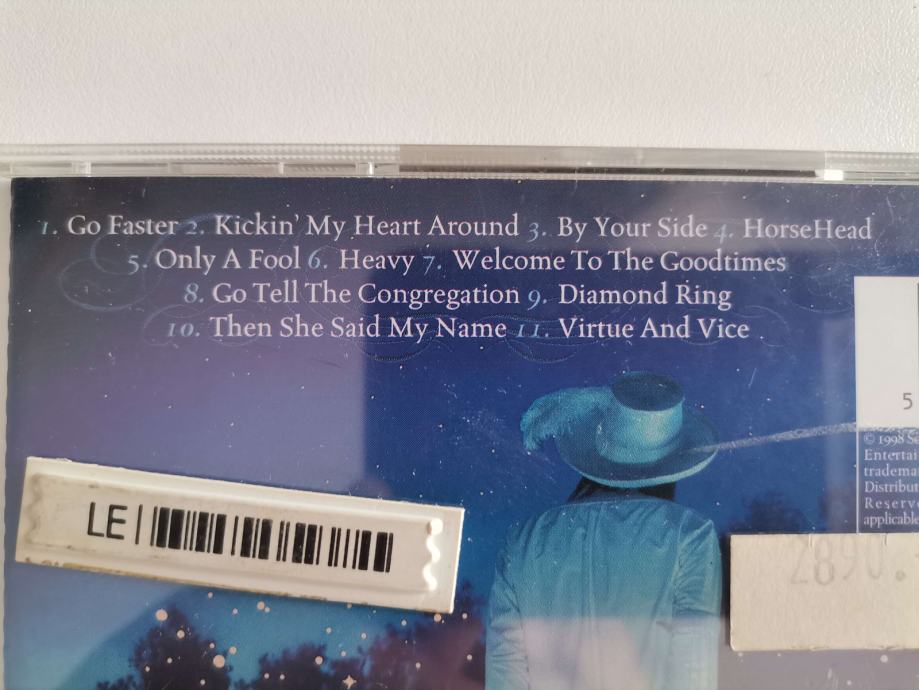 1. Go Faster 2. Kickin' My Heart Around 3. By Your Side 4. HorseHead
5. Only A Fool 6. Heavy 7. Welcome To The Goodtimes
8. Go Tell The Congregation 9. Diamond Ring
10. Then She Said My Name 11. Virtue And Vice
5
© 1998
Entertai
tradema
Distribut
Reserv
applicable
LE
2890.